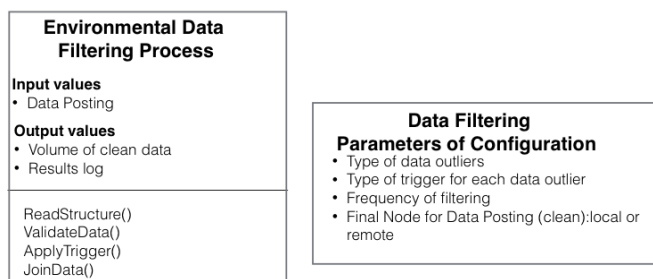 Environmental Data
Filtering Process
Input values
• Data Posting
Output values
• Volume of clean data
• Results log
ReadStructure()
ValidateData()
ApplyTrigger()
JoinData()
Data Filtering
Parameters of Configuration
• Type of data outliers
• Type of trigger for each data outlier
• Frequency of filtering
• Final Node for Data Posting (clean):local or
remote